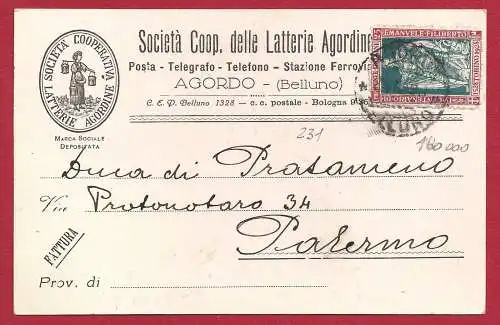 Società Coop. delle Latterie Agordine
Posta - Telegrafo - Telefono - Stazione Ferrovia
AGORDO - (Belluno)
C. E. P. Belluno 1328 - c. c. postale - Bologna
SOCIETÀ COOPERATIVA
LATTERIE AGORDINE
MARCA SOCIALE
DEPOSITATA
EMANUELE FILIBERTO
231
160 000
Duca di Pratameno
Via Protonotaro 34
Palermo
FATTURA
Prov. di